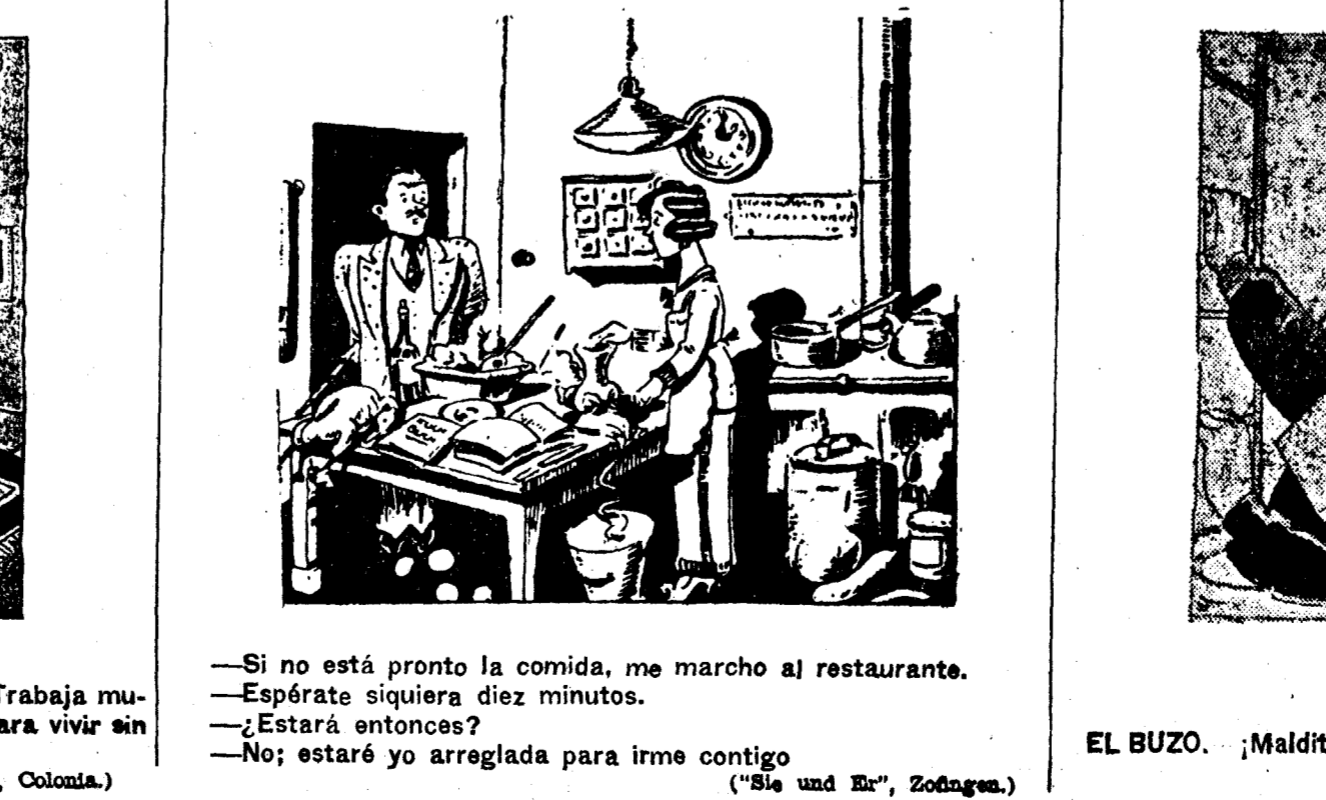 Trabaja mu-
ara vivir sin
, Colonia.)
—Si no está pronto la comida, me marcho al restaurante.
—Espérate siquiera diez minutos.
—¿Estará entonces?
—No; estaré yo arreglada para irme contigo
("Sie und Er", Zofingen.)
EL BUZO. ¡Maldit